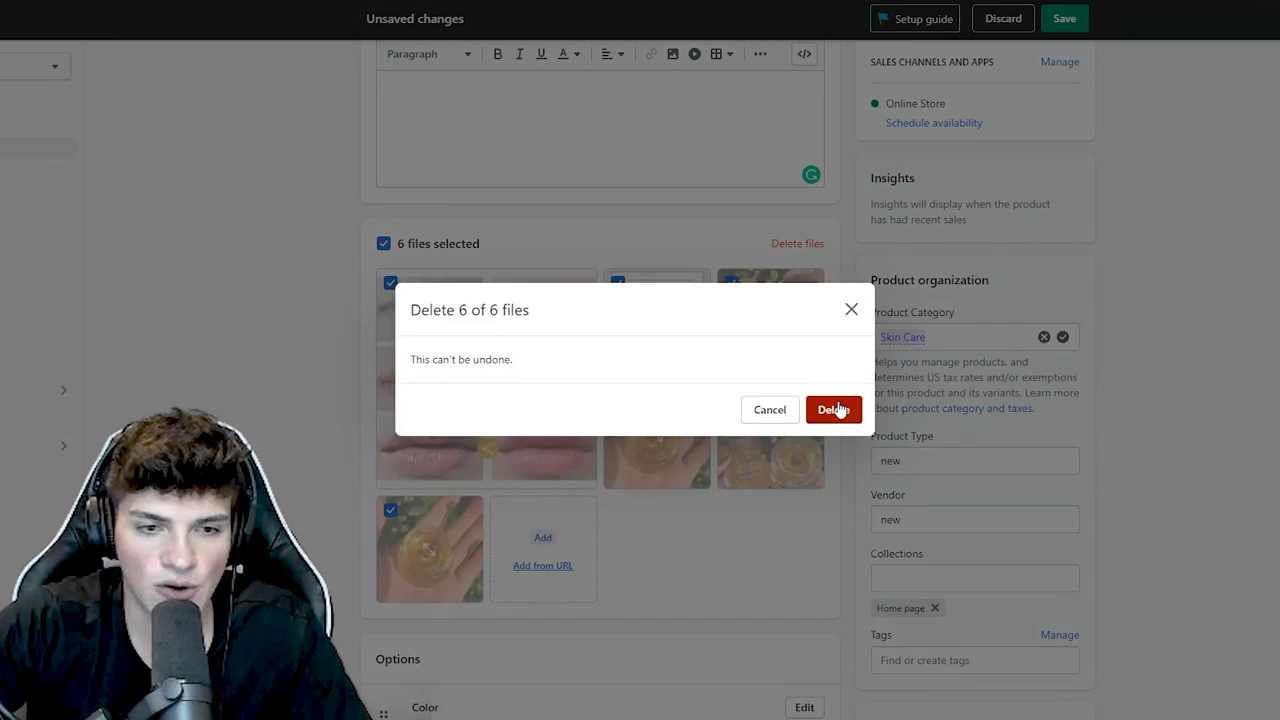 Unsaved changes
Setup guide
Discard
Save
Paragraph
B I U A
</>
SALES CHANNELS AND APPS
Manage
Online Store
Schedule availability
Insights
Insights will display when the product
has had recent sales
6 files selected
Delete files
Delete 6 of 6 files
This can't be undone.
Cancel
Add
Add from URL
Product organization
Product Category
Skin Care
Helps you manage products, and
determines US tax rates and/or exemptions
for this product and its variants. Learn more
about product category and taxes.
Product Type
new
Vendor
new
Collections
Home page
Tags
Manage
Find or create tags
Options
Color
Edit